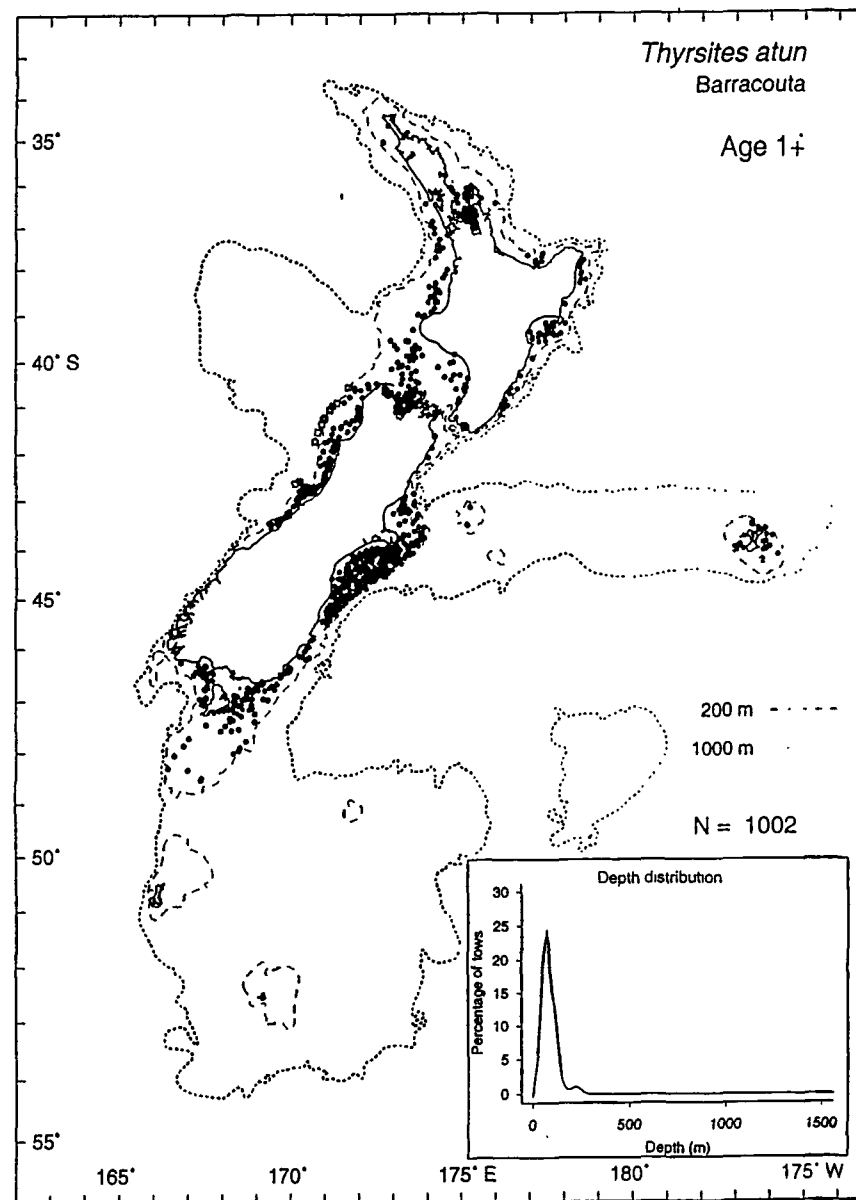 Thyrsites atun
Barracouta
Age 1+
35°
40° S
45°
50°
55°
200 m
1000 m
N = 1002
Depth distribution
Percentage of tows
30
25
20
15
10
5
0
0 500 1000 1500
Depth (m)
165° 170° 175° E 180° 175° W